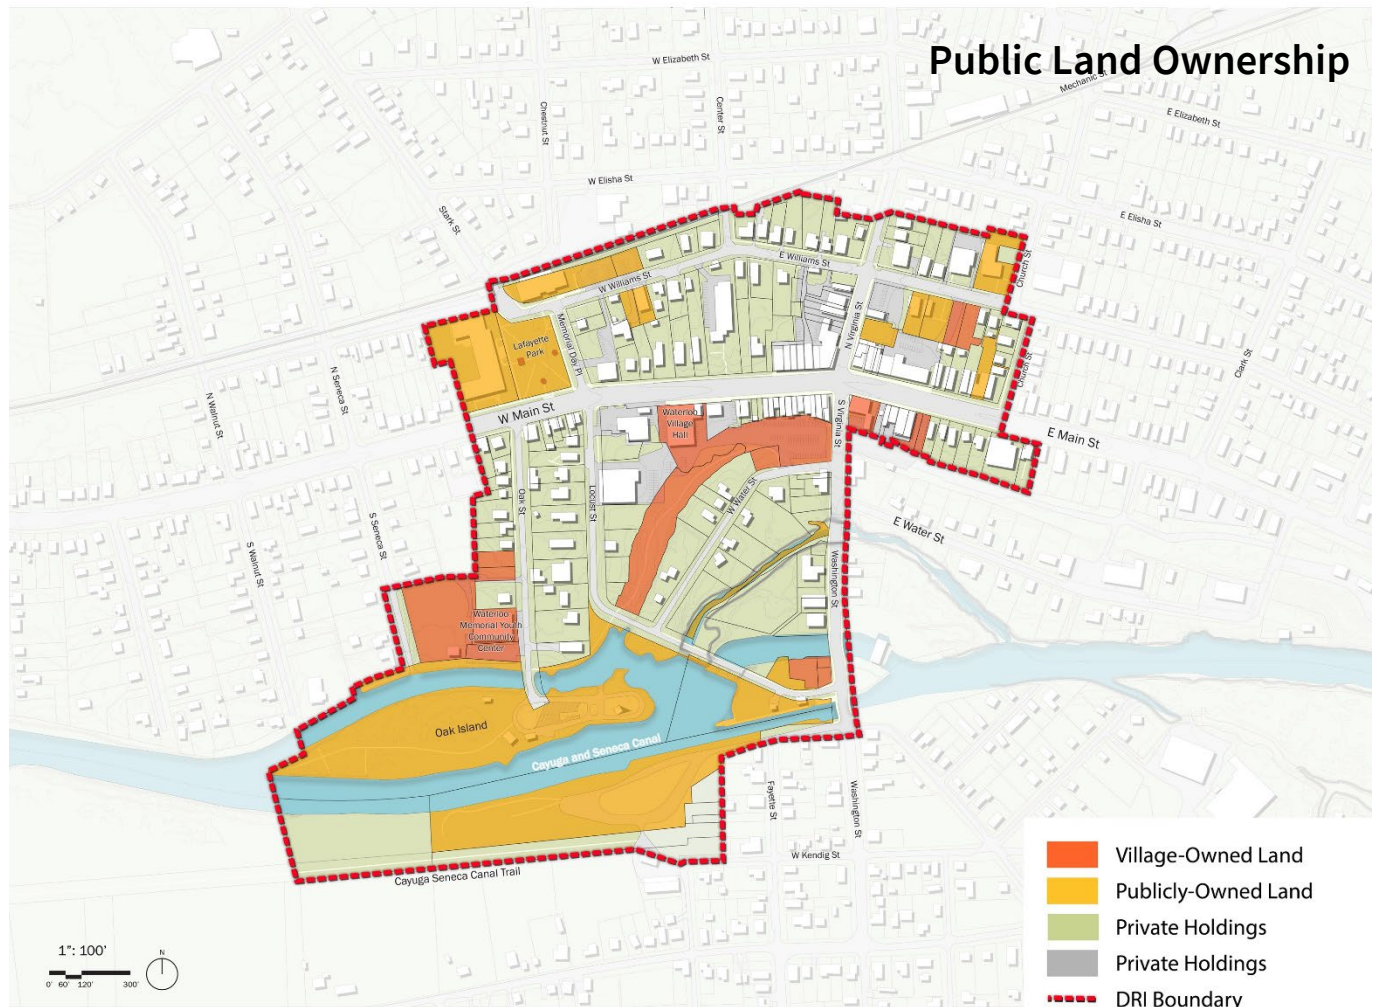 Public Land Ownership
W Elizabeth St
Mechanic St
E Elizabeth St
Chestnut St
Center St
W Elisha St
E Elisha St
Stark St
Church St
E Williams St
W Williams St
Memorial Day Pl
N Virginia St
Lafayette
Park
Church St
Clark St
N Seneca St
N Walnut St
W Main St
Waterloo
Village
Hall
S Virginia St
E Main St
Oak St
Locust St
W Water St
E Water St
S Seneca St
S Walnut St
Washington St
Waterloo
Memorial Youth
Community
Center
Oak Island
Cayuga and Seneca Canal
Fayette St
Washington St
W Kendig St
Cayuga Seneca Canal Trail
Village-Owned Land
Publicly-Owned Land
Private Holdings
Private Holdings
DRI Boundary
1": 100'
N
0' 60' 120' 300'